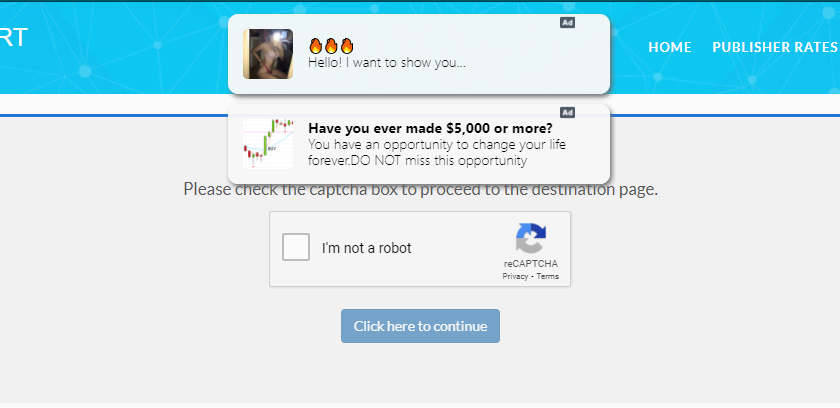 RT
HOME PUBLISHER RATES
Ad
🔥🔥🔥
Hello! I want to show you...
Ad
Have you ever made $5,000 or more?
You have an opportunity to change your life
forever.DO NOT miss this opportunity
BUY
Please check the captcha box to proceed to the destination page.
I'm not a robot
reCAPTCHA
Privacy - Terms
Click here to continue